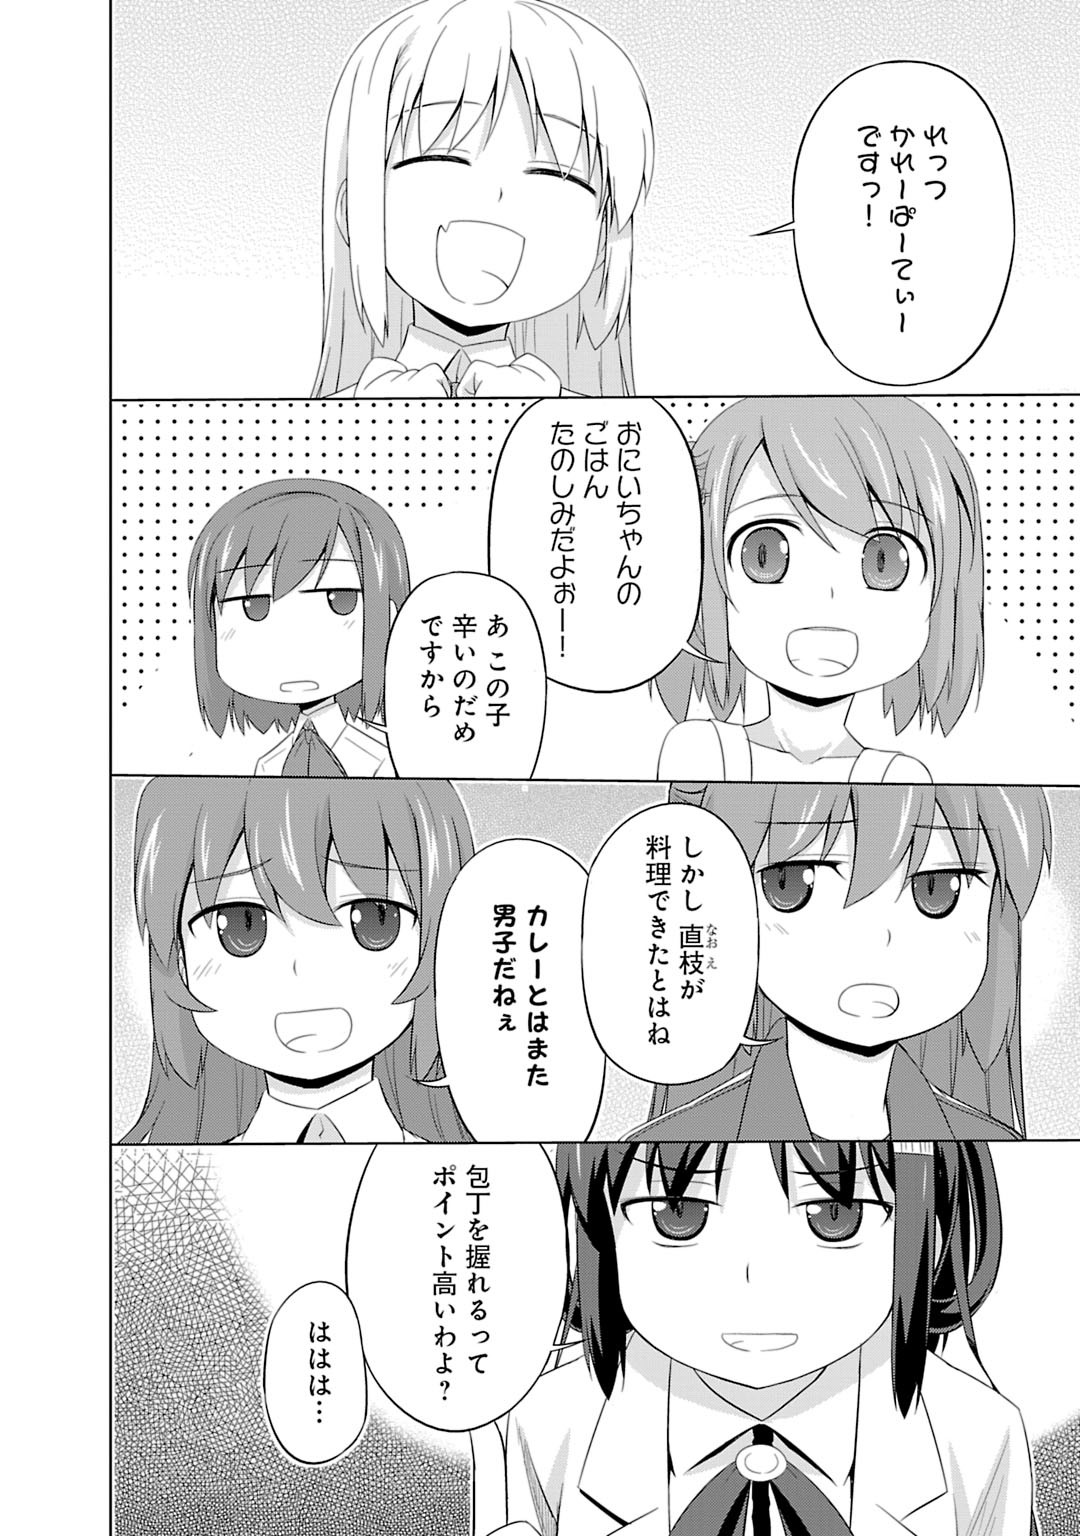 れっつ
かれーぱーてぃー
ですっ！
おにいちゃんの
ごはん
たのしみだよぉー！
あ この子
辛いのだめ
ですから
しかし 直枝が
なおえ
料理できたとはね
カレーとはまた
男子だねぇ
包丁を握れるって
ポイント高いわよ？
ははは…